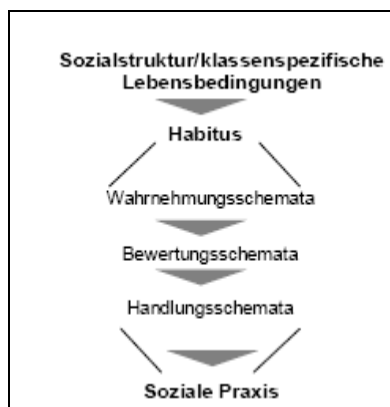 Sozialstruktur/klassenspezifische
Lebensbedingungen
Habitus
Wahrnehmungsschemata
Bewertungsschemata
Handlungsschemata
Soziale Praxis